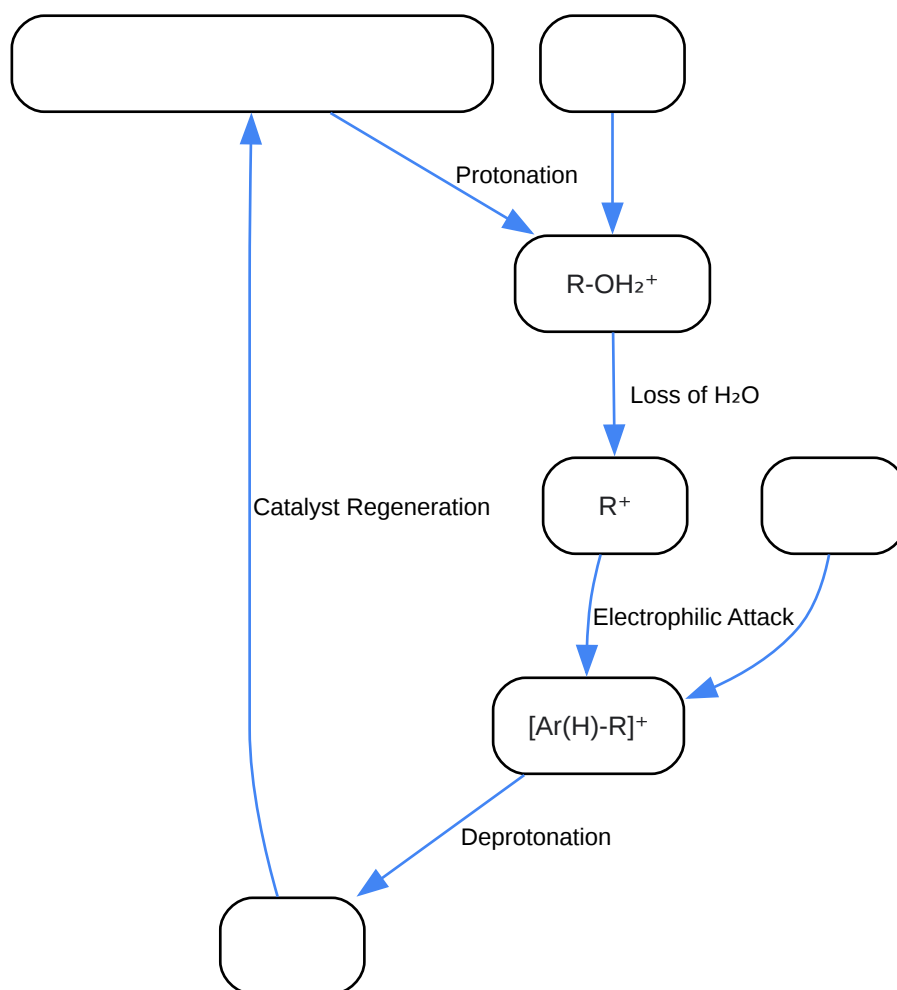 Protonation
R-OH₂⁺
Loss of H₂O
Catalyst Regeneration
R⁺
Electrophilic Attack
[Ar(H)-R]⁺
Deprotonation